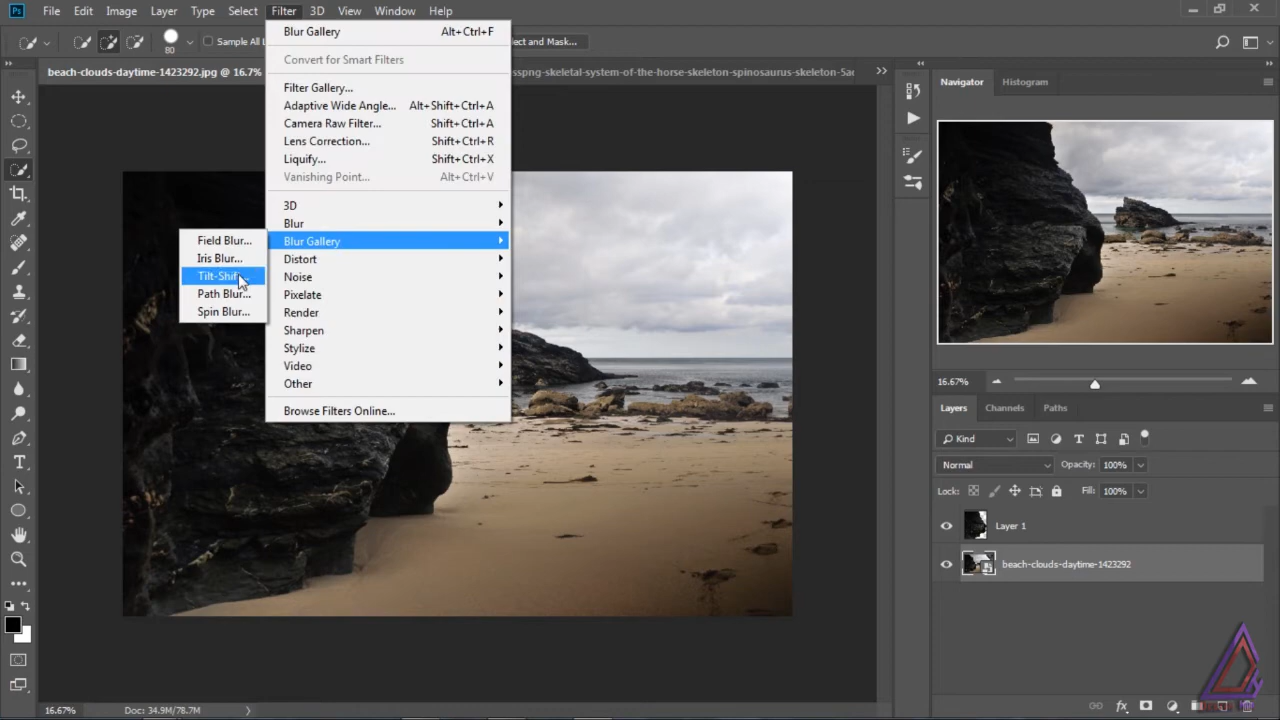 Ps File Edit Image Layer Type Select Filter 3D View Window Help
80 Sample All L ect and Mask...
beach-clouds-daytime-1423292.jpg @ 16.7% sspng-skeletal-system-of-the-horse-skeleton-spinosaurus-skeleton-5ae
Blur Gallery Alt+Ctrl+F
Convert for Smart Filters
Filter Gallery...
Adaptive Wide Angle... Alt+Shift+Ctrl+A
Camera Raw Filter... Shift+Ctrl+A
Lens Correction... Shift+Ctrl+R
Liquify... Shift+Ctrl+X
Vanishing Point... Alt+Ctrl+V
3D
Blur
Blur Gallery
Distort
Noise
Pixelate
Render
Sharpen
Stylize
Video
Other
Browse Filters Online...
Field Blur...
Iris Blur...
Tilt-Shift...
Path Blur...
Spin Blur...
Navigator Histogram
16.67%
Layers Channels Paths
Kind
Normal Opacity: 100%
Lock: Fill: 100%
Layer 1
beach-clouds-daytime-1423292
fx
16.67% Doc: 34.9M/78.7M